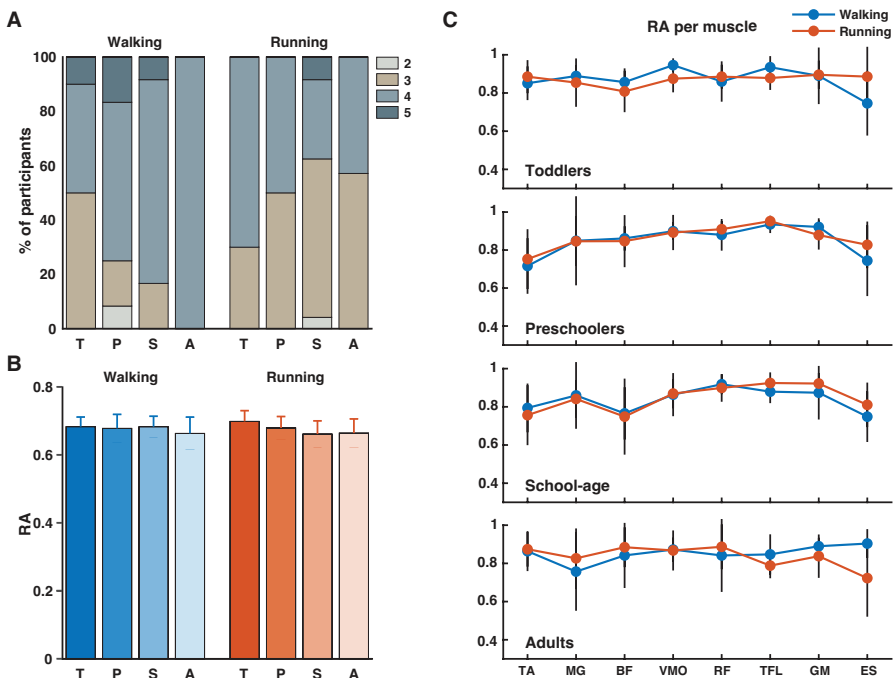 A
Walking
Running
100
80
60
40
20
0
% of participants
2
3
4
5
T P S A T P S A
B
Walking
Running
0.8
0.6
0.4
0.2
0
RA
T P S A T P S A
C
RA per muscle
Walking
Running
1
0.8
0.6
0.4
Toddlers
1
0.8
0.6
0.4
Preschoolers
1
0.8
0.6
0.4
School-age
1
0.8
0.6
0.4
Adults
TA MG BF VMO RF TFL GM ES